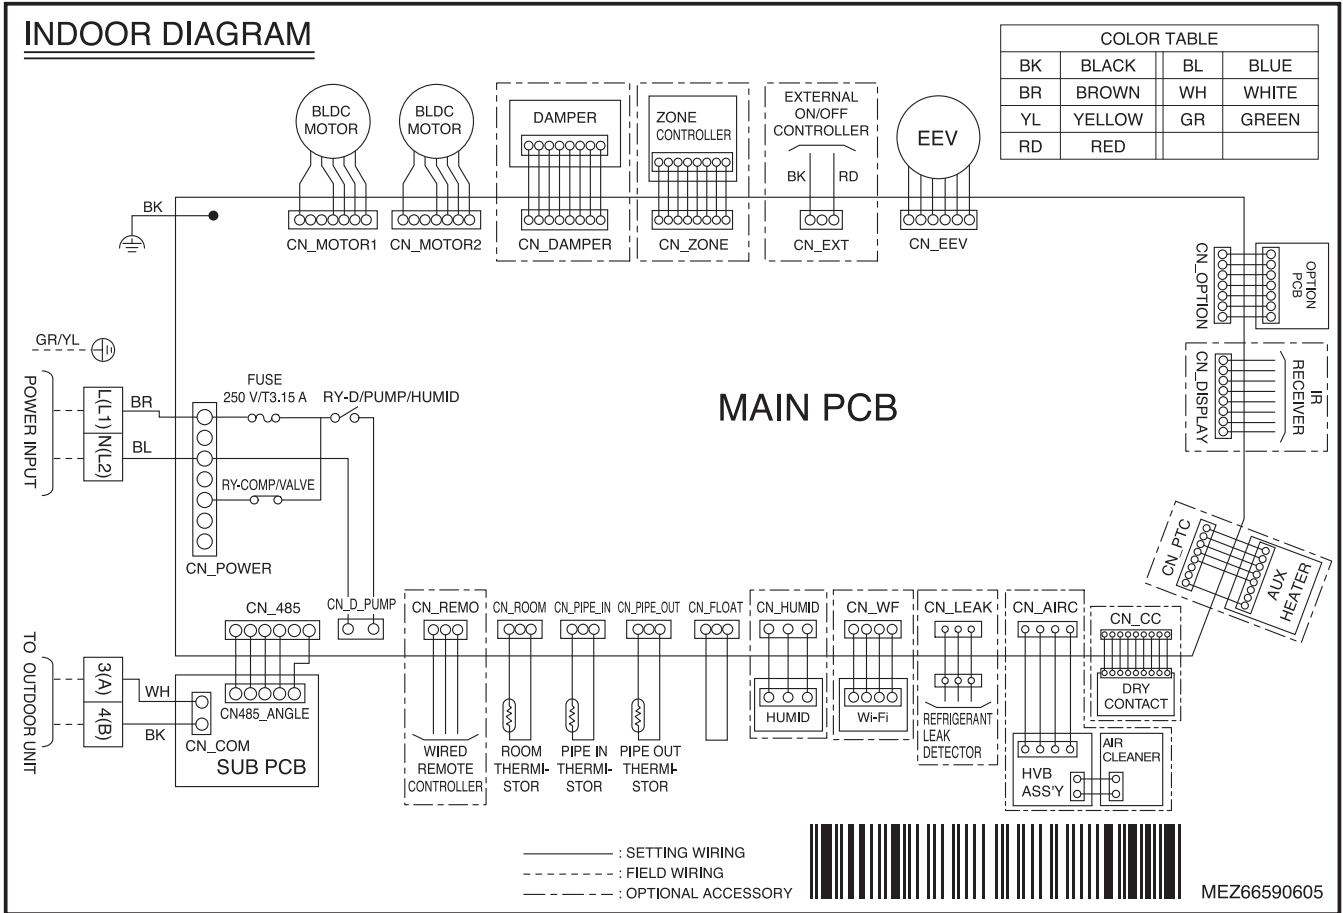 INDOOR DIAGRAM
COLOR TABLE
BK BLACK BL BLUE
BR BROWN WH WHITE
YL YELLOW GR GREEN
RD RED
BLDC
MOTOR
BLDC
MOTOR
DAMPER
ZONE
CONTROLLER
EXTERNAL
ON/OFF
CONTROLLER
BK RD
EEV
BK
CN_MOTOR1
CN_MOTOR2
CN_DAMPER
CN_ZONE
CN_EXT
CN_EEV
CN_OPTION
OPTION
PCB
CN_DISPLAY
IR
RECEIVER
GR/YL
POWER INPUT
L(L1)
N(L2)
BR
BL
FUSE
250 V/T3.15 A
RY-D/PUMP/HUMID
RY-COMP/VALVE
CN_POWER
MAIN PCB
CN_PTC
AUX
HEATER
CN_485
CN_D_PUMP
CN_REMO
CN_ROOM
CN_PIPE_IN
CN_PIPE_OUT
CN_FLOAT
CN_HUMID
CN_WF
CN_LEAK
CN_AIRC
CN_CC
TO OUTDOOR UNIT
3(A)
4(B)
WH
BK
CN485_ANGLE
CN_COM
SUB PCB
WIRED
REMOTE
CONTROLLER
ROOM
THERMI-
STOR
PIPE IN
THERMI-
STOR
PIPE OUT
THERMI-
STOR
HUMID
Wi-Fi
REFRIGERANT
LEAK
DETECTOR
DRY
CONTACT
HVB
ASS'Y
AIR
CLEANER
: SETTING WIRING
: FIELD WIRING
: OPTIONAL ACCESSORY
MEZ66590605